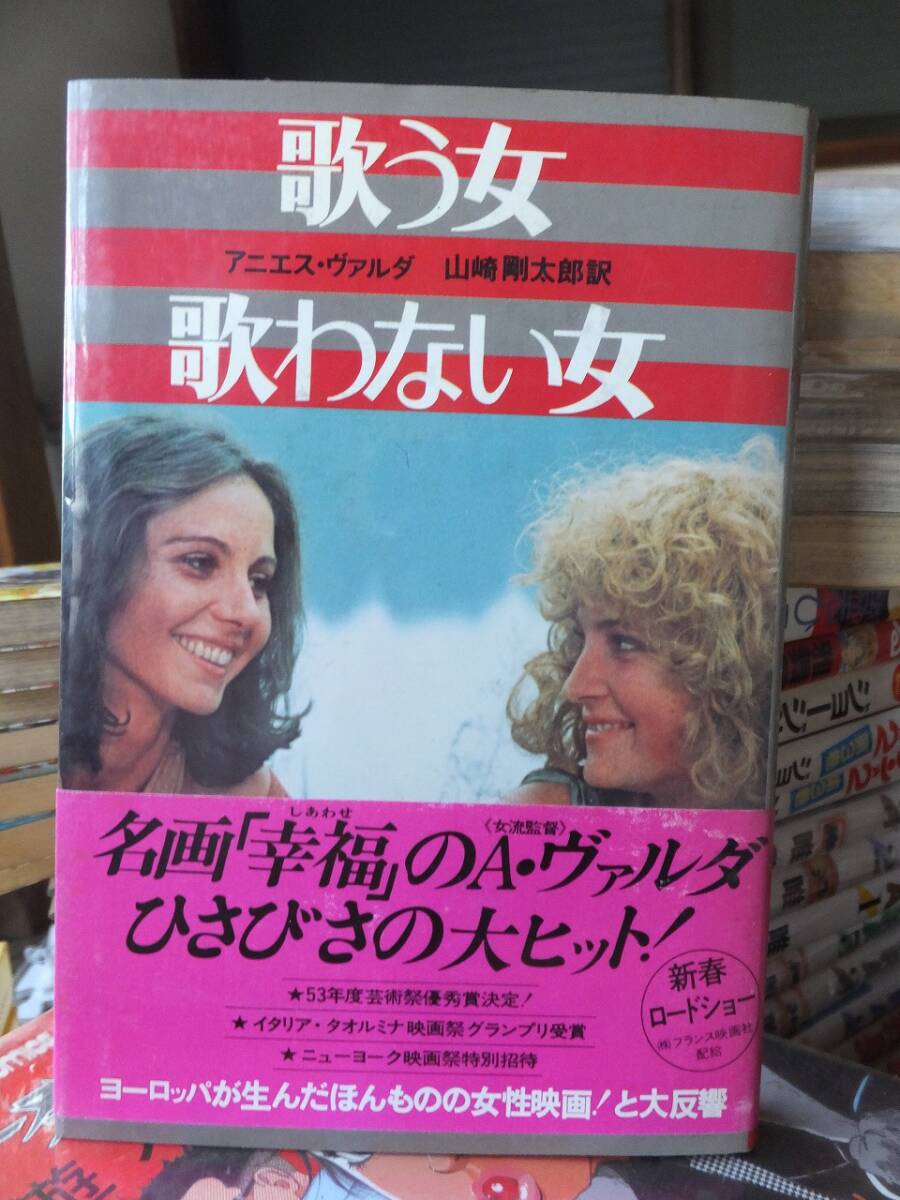 歌う女
アニエス・ヴァルダ 山崎剛太郎訳
歌わない女
しあわせ
〈女流監督〉
名画「幸福」のA・ヴァルダ
ひさびさの大ヒット!
★53年度芸術祭優秀賞決定!
★イタリア・タオルミナ映画祭グランプリ受賞
★ニューヨーク映画祭特別招待
新春
ロードショー
㈱フランス映画社
配給
ヨーロッパが生んだほんものの女性映画!と大反響